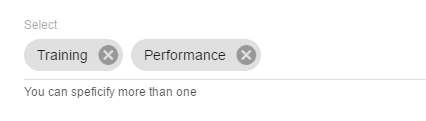 Select
Training Performance
You can speficify more than one